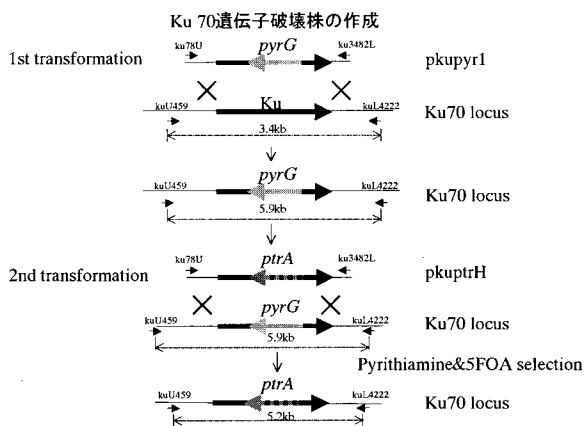 Ku 70遺伝子破壊株の作成
1st transformation
ku78U
pyrG
ku3482L
pkupyr1
kuU459
Ku
kuL4222
Ku70 locus
3.4kb
pyrG
kuU459
kuL4222
Ku70 locus
5.9kb
2nd transformation
ku78U
ptrA
ku3482L
pkuptrH
kuU459
pyrG
kuL4222
Ku70 locus
5.9kb
Pyrithiamine&5FOA selection
kuU459
ptrA
kuL4222
Ku70 locus
5.2kb